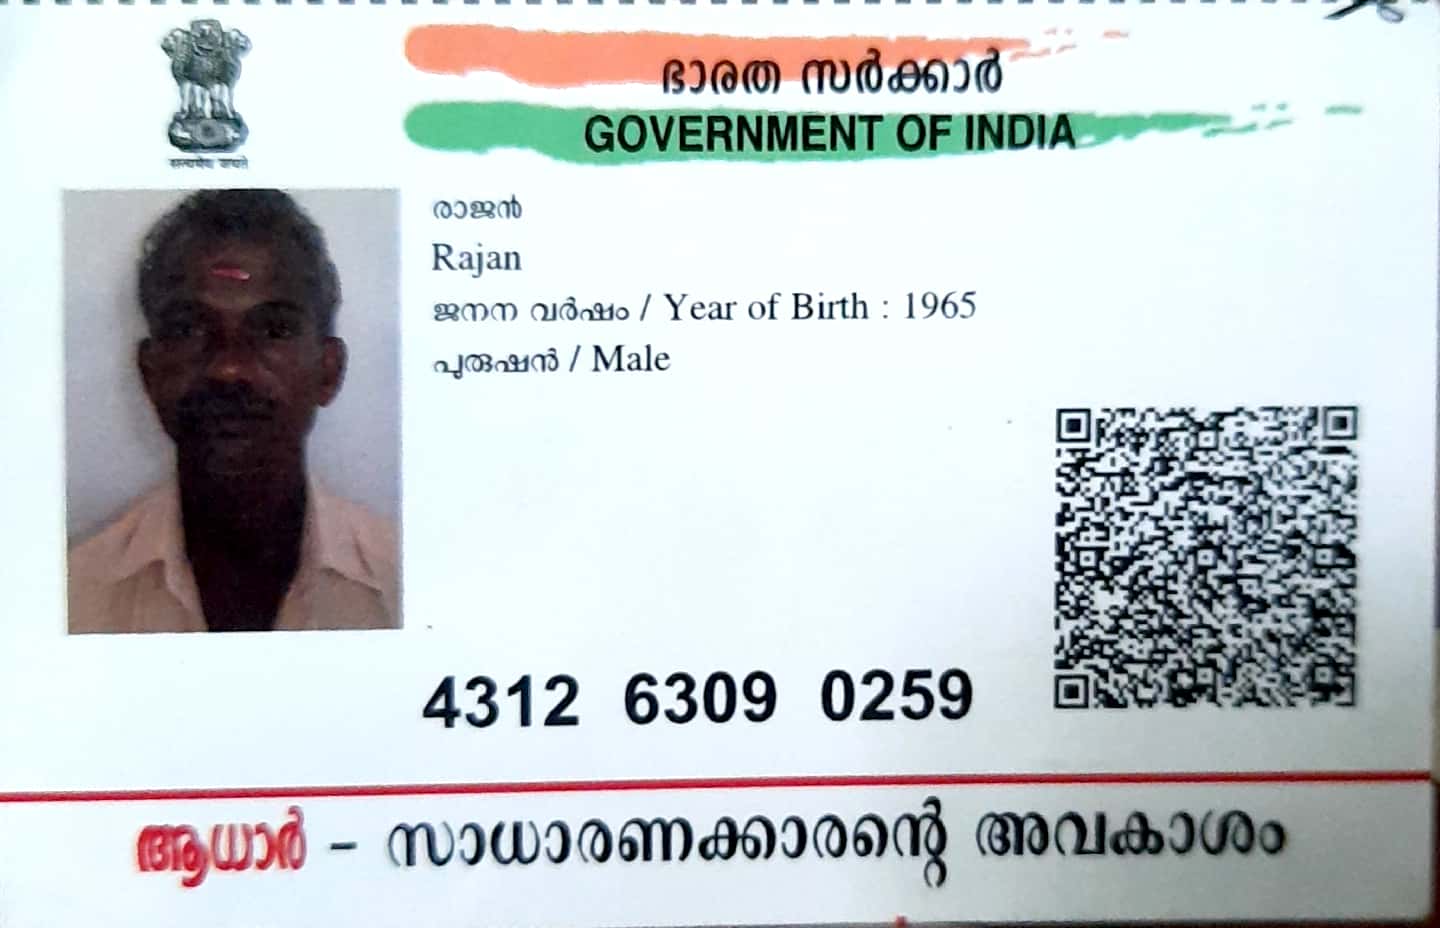 सत्यमेव जयते
ഭാരത സർക്കാർ
GOVERNMENT OF INDIA
രാജൻ
Rajan
ജനന വർഷം / Year of Birth : 1965
പുരുഷൻ / Male
4312 6309 0259
ആധാർ - സാധാരണക്കാരന്റെ അവകാശം